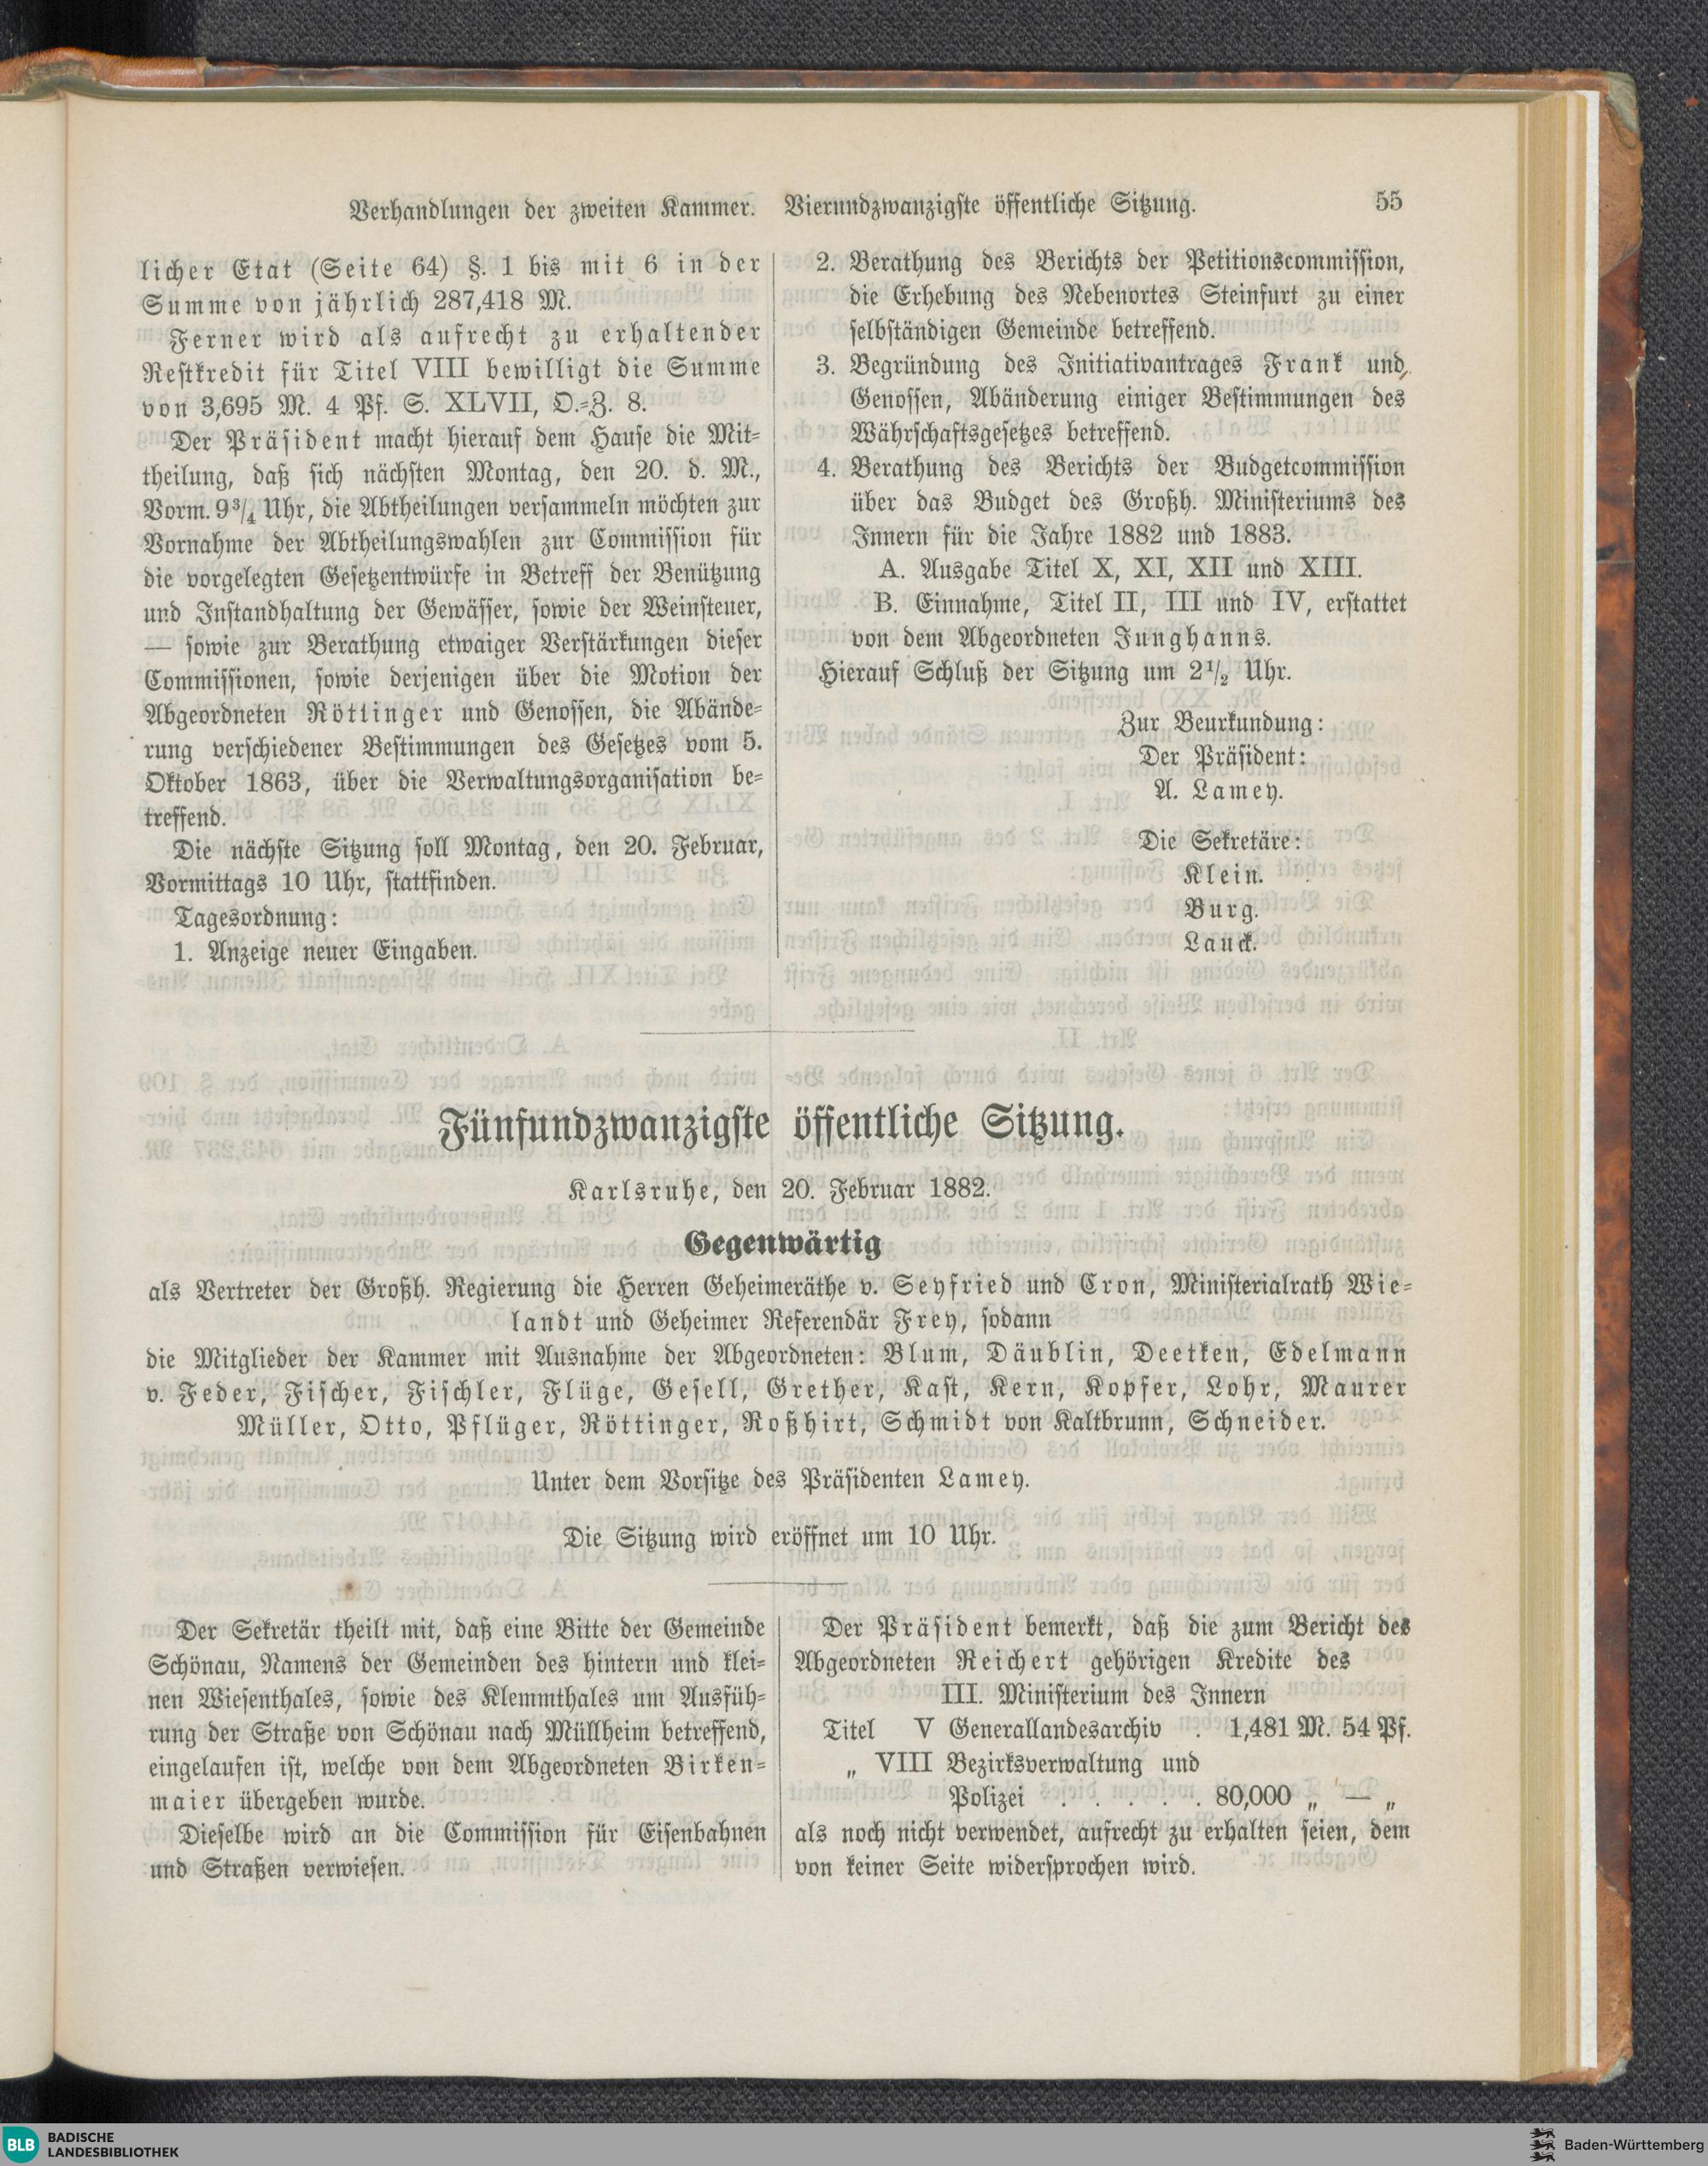 Verhandlungen der zweiten Kammer. Vierundzwanzigste öffentliche Sitzung. 55
licher Etat (Seite 64) §. 1 bis mit 6 in der
Summe von jährlich 287,418 M.
Ferner wird als aufrecht zu erhaltender
Restkredit für Titel VIII bewilligt die Summe
von 3,695 M. 4 Pf. S. XLVII, O.-Z. 8.
Der Präsident macht hierauf dem Hause die Mit-
theilung, daß sich nächsten Montag, den 20. d. M.,
Vorm. 9 3/4 Uhr, die Abtheilungen versammeln möchten zur
Vornahme der Abtheilungswahlen zur Commission für
die vorgelegten Gesetzentwürfe in Betreff der Benützung
und Instandhaltung der Gewässer, sowie der Weinsteuer,
— sowie zur Berathung etwaiger Verstärkungen dieser
Commissionen, sowie derjenigen über die Motion der
Abgeordneten Röttinger und Genossen, die Abände-
rung verschiedener Bestimmungen des Gesetzes vom 5.
Oktober 1863, über die Verwaltungsorganisation be-
treffend.
Die nächste Sitzung soll Montag, den 20. Februar,
Vormittags 10 Uhr, stattfinden.
Tagesordnung:
1. Anzeige neuer Eingaben.
2. Berathung des Berichts der Petitionscommission,
die Erhebung des Nebenortes Steinfurt zu einer
selbständigen Gemeinde betreffend.
3. Begründung des Initiativantrages Frank und
Genossen, Abänderung einiger Bestimmungen des
Währschaftsgesetzes betreffend.
4. Berathung des Berichts der Budgetcommission
über das Budget des Großh. Ministeriums des
Innern für die Jahre 1882 und 1883.
A. Ausgabe Titel X, XI, XII und XIII.
B. Einnahme, Titel II, III und IV, erstattet
von dem Abgeordneten Junghanns.
Hierauf Schluß der Sitzung um 2 1/2 Uhr.
Zur Beurkundung:
Der Präsident:
A. Lamey.
Die Sekretäre:
Klein.
Burg.
Lauck.
Fünfundzwanzigste öffentliche Sitzung.
Karlsruhe, den 20. Februar 1882.
Gegenwärtig
als Vertreter der Großh. Regierung die Herren Geheimeräthe v. Seyfried und Cron, Ministerialrath Wie-
landt und Geheimer Referendär Frey, sodann
die Mitglieder der Kammer mit Ausnahme der Abgeordneten: Blum, Däublin, Deetken, Edelmann
v. Feder, Fischer, Fischler, Flüge, Gesell, Grether, Kast, Kern, Kopfer, Lohr, Maurer
Müller, Otto, Pflüger, Röttinger, Roßhirt, Schmidt von Kaltbrunn, Schneider.
Unter dem Vorsitze des Präsidenten Lamey.
Die Sitzung wird eröffnet um 10 Uhr.
Der Sekretär theilt mit, daß eine Bitte der Gemeinde
Schönau, Namens der Gemeinden des hintern und klei-
nen Wiesenthales, sowie des Klemmthales um Ausfüh-
rung der Straße von Schönau nach Müllheim betreffend,
eingelaufen ist, welche von dem Abgeordneten Birken-
maier übergeben wurde.
Dieselbe wird an die Commission für Eisenbahnen
und Straßen verwiesen.
Der Präsident bemerkt, daß die zum Bericht des
Abgeordneten Reichert gehörigen Kredite des
III. Ministerium des Innern
Titel V Generallandesarchiv . 1,481 M. 54 Pf.
„ VIII Bezirksverwaltung und
Polizei . . . . . 80,000 „ — „
als noch nicht verwendet, aufrecht zu erhalten seien, dem
von keiner Seite widersprochen wird.
BLB BADISCHE
LANDESBIBLIOTHEK
Baden-Württemberg